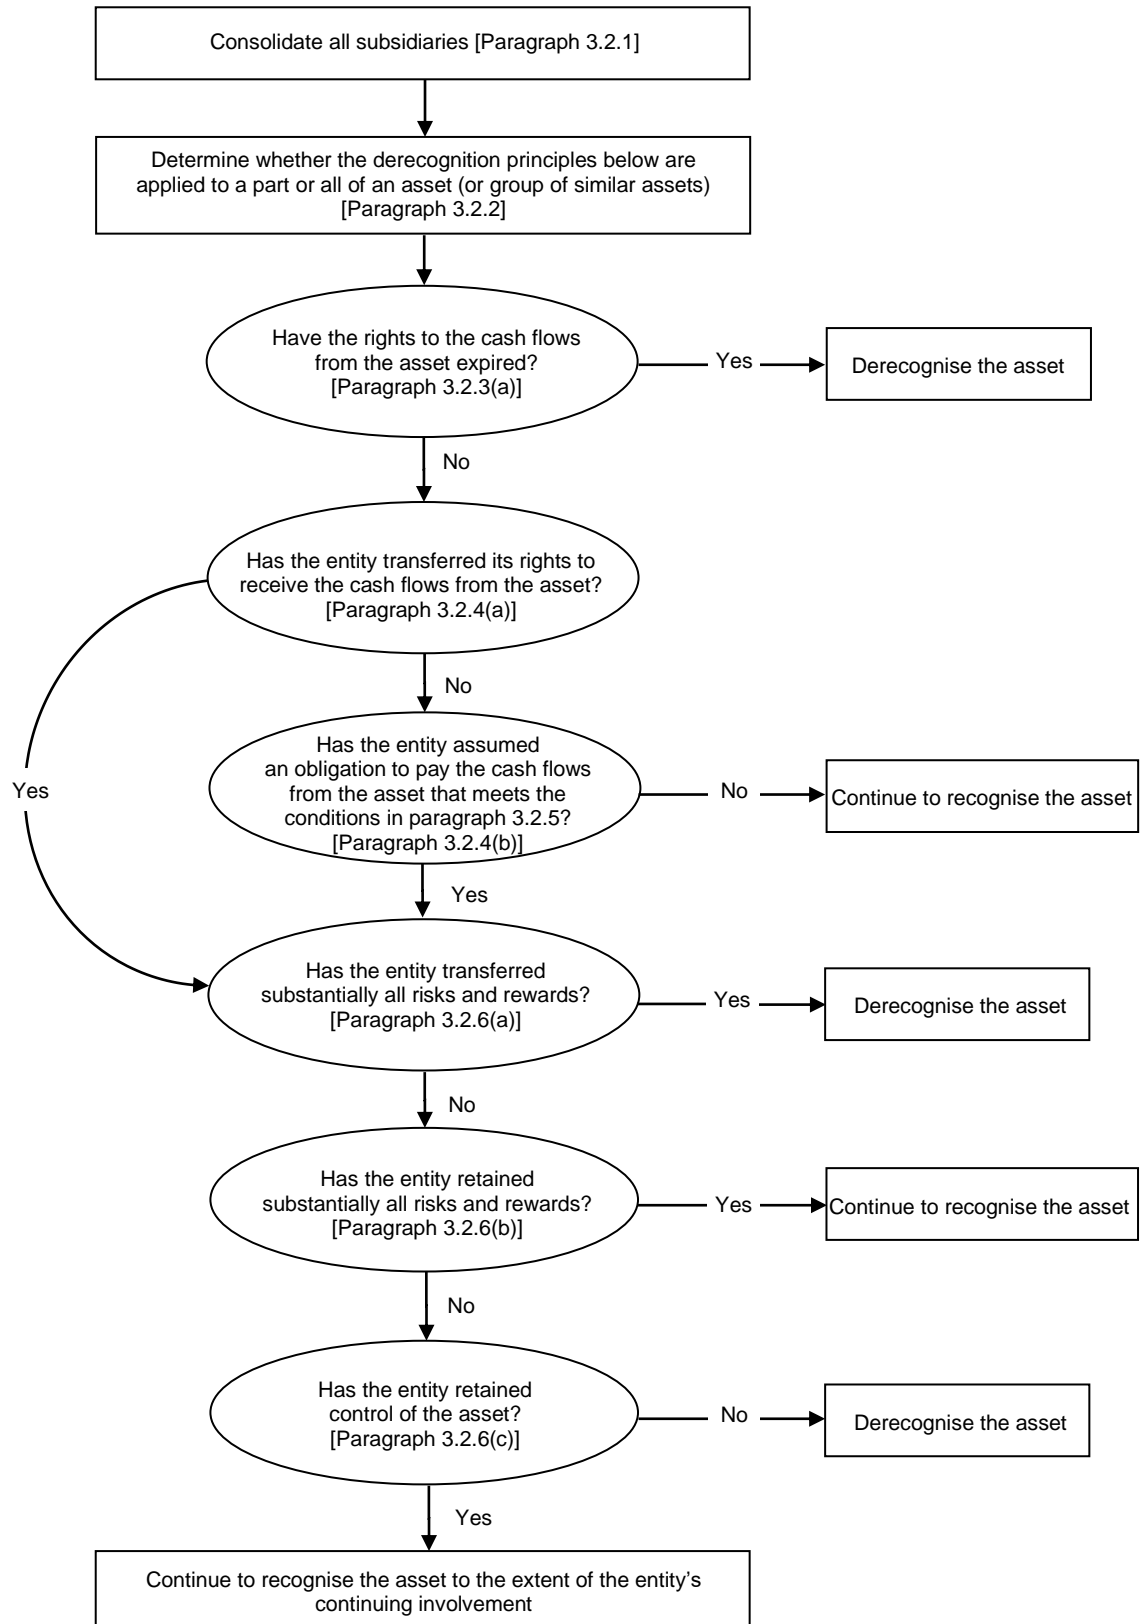 Consolidate all subsidiaries [Paragraph 3.2.1]
Determine whether the derecognition principles below are
applied to a part or all of an asset (or group of similar assets)
[Paragraph 3.2.2]
Have the rights to the cash flows
from the asset expired?
[Paragraph 3.2.3(a)]
Yes
Derecognise the asset
No
Has the entity transferred its rights to
receive the cash flows from the asset?
[Paragraph 3.2.4(a)]
Yes
No
Has the entity assumed
an obligation to pay the cash flows
from the asset that meets the
conditions in paragraph 3.2.5?
[Paragraph 3.2.4(b)]
No
Continue to recognise the asset
Yes
Has the entity transferred
substantially all risks and rewards?
[Paragraph 3.2.6(a)]
Yes
Derecognise the asset
No
Has the entity retained
substantially all risks and rewards?
[Paragraph 3.2.6(b)]
Yes
Continue to recognise the asset
No
Has the entity retained
control of the asset?
[Paragraph 3.2.6(c)]
No
Derecognise the asset
Yes
Continue to recognise the asset to the extent of the entity's
continuing involvement